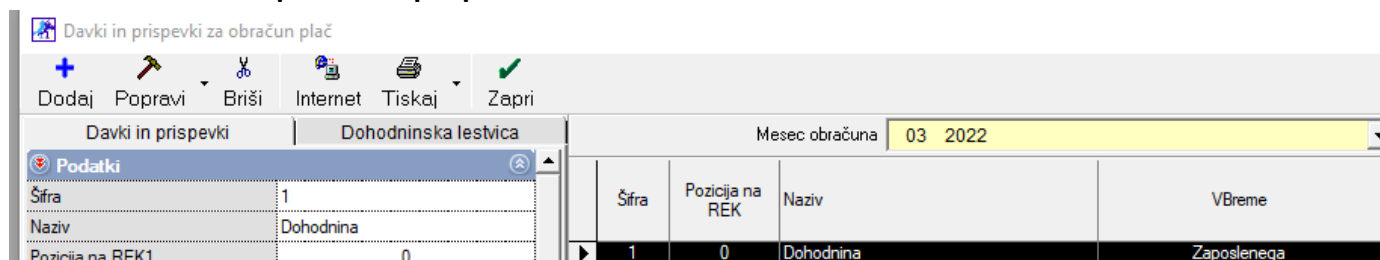 Davki in prispevki za obračun plač
Dodaj Popravi Briši Internet Tiskaj Zapri
Davki in prispevki Dohodninska lestvica Mesec obračuna 03 2022
Podatki
Šifra 1
Naziv Dohodnina
Pozicija na REK1 0
Šifra Pozicija na REK Naziv VBreme
1 0 Dohodnina Zaposlenega